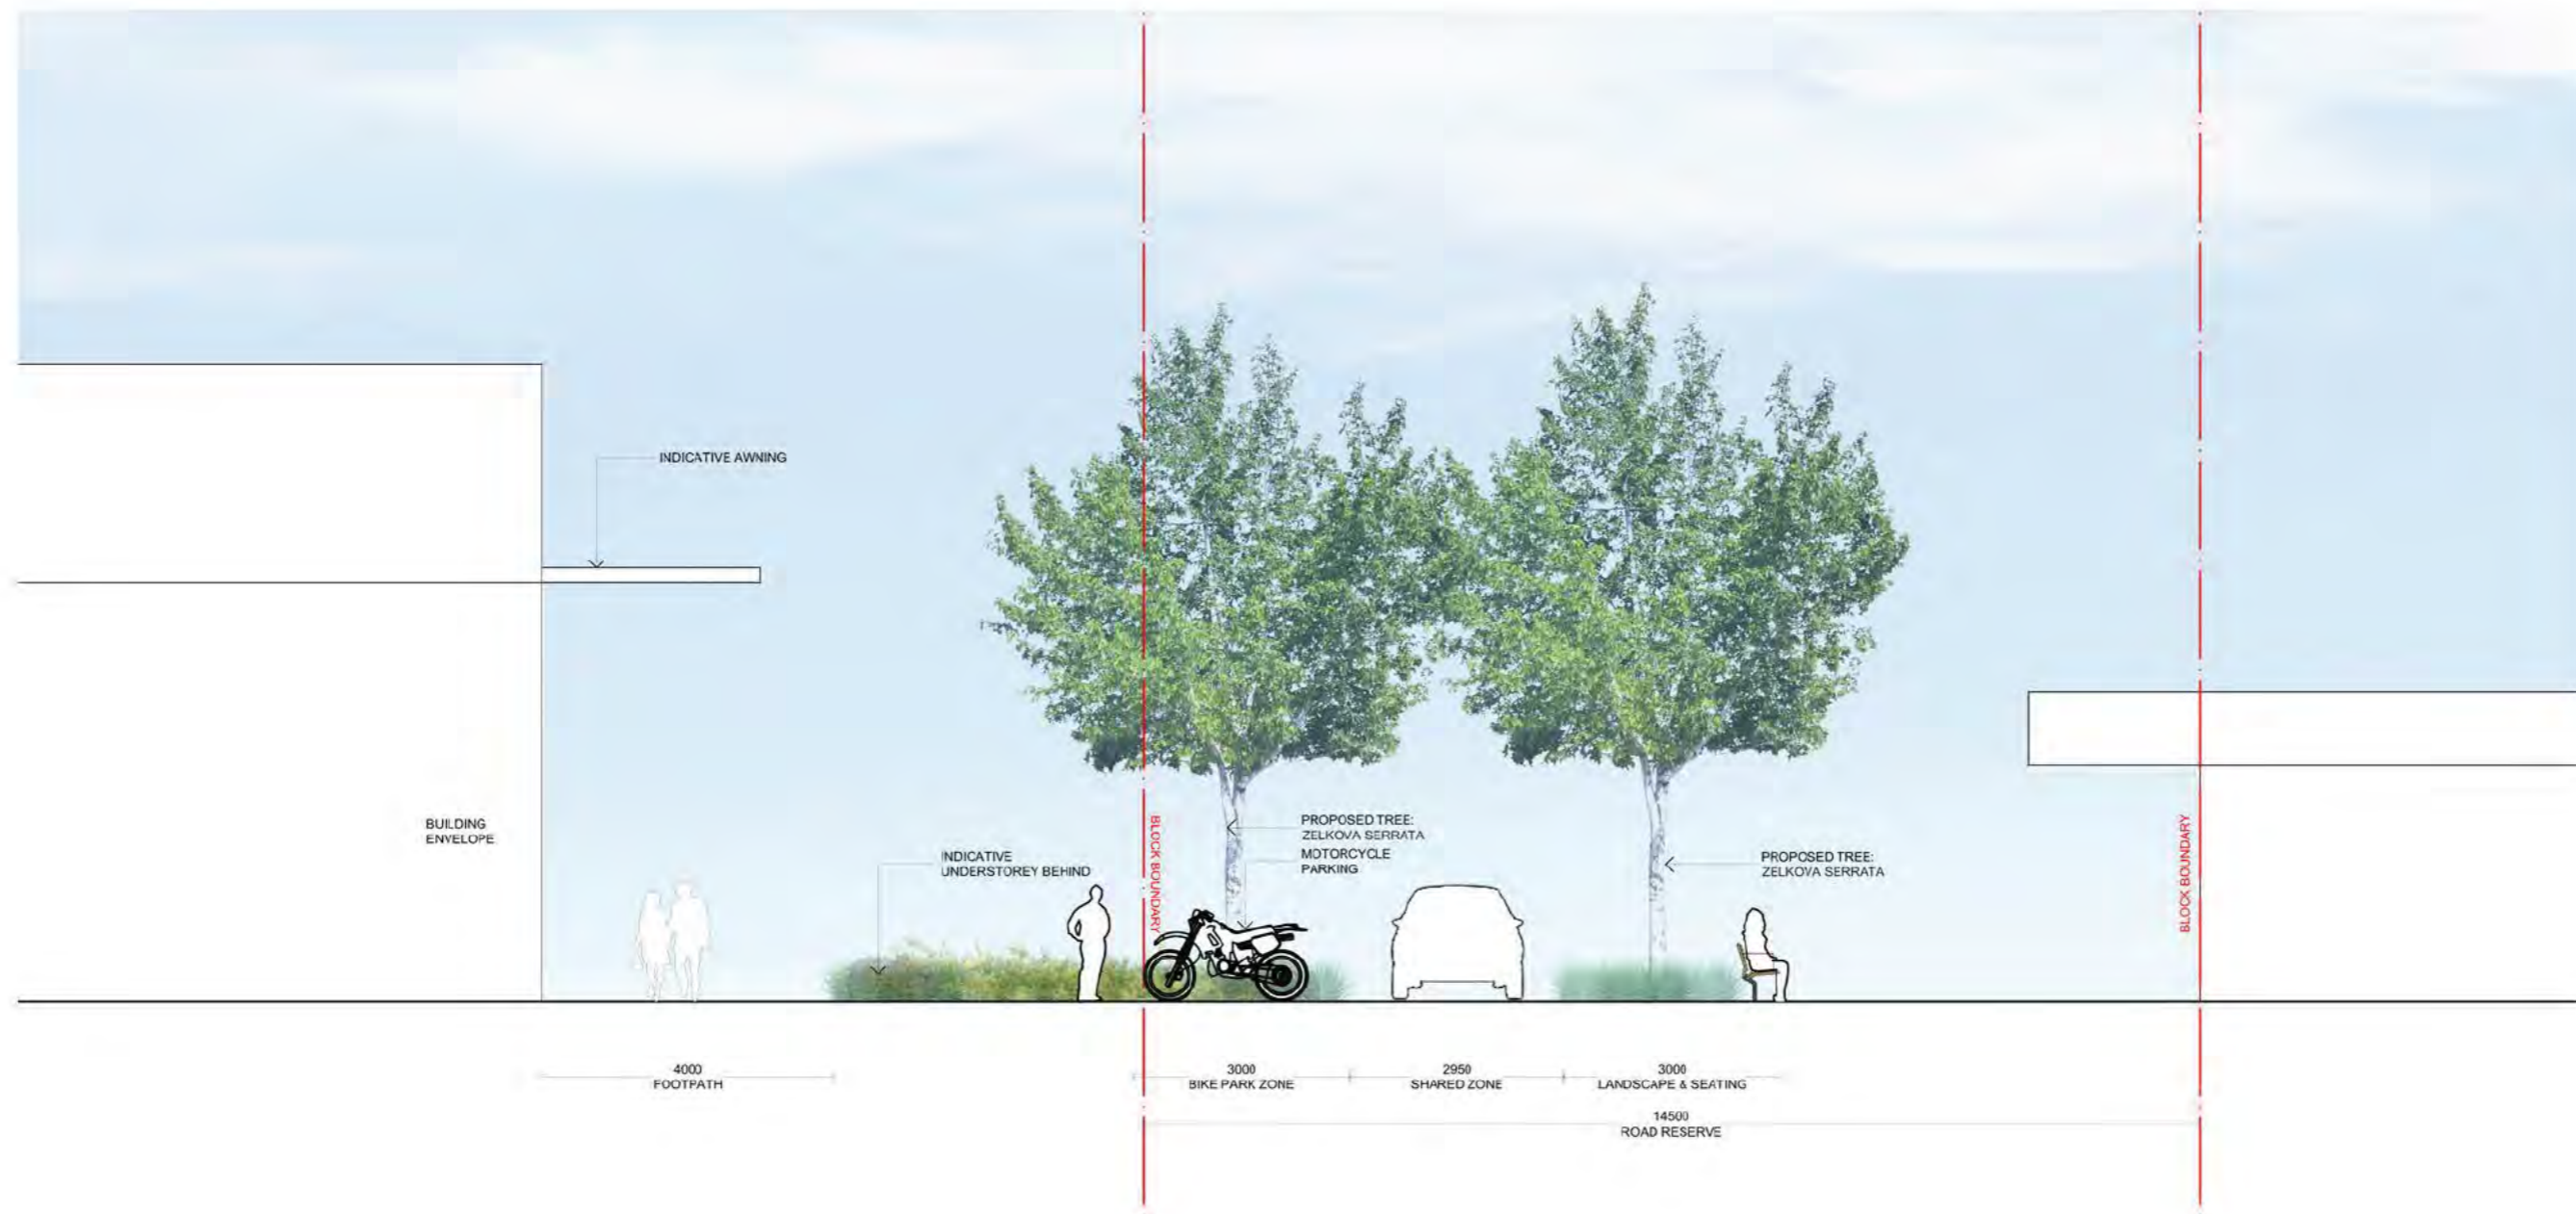 INDICATIVE AWNING
BUILDING
ENVELOPE
INDICATIVE
UNDERSTOREY BEHIND
BLOCK BOUNDARY
PROPOSED TREE:
ZELKOVA SERRATA
MOTORCYCLE
PARKING
PROPOSED TREE:
ZELKOVA SERRATA
BLOCK BOUNDARY
4000
FOOTPATH
3000
BIKE PARK ZONE
2950
SHARED ZONE
3000
LANDSCAPE & SEATING
14500
ROAD RESERVE